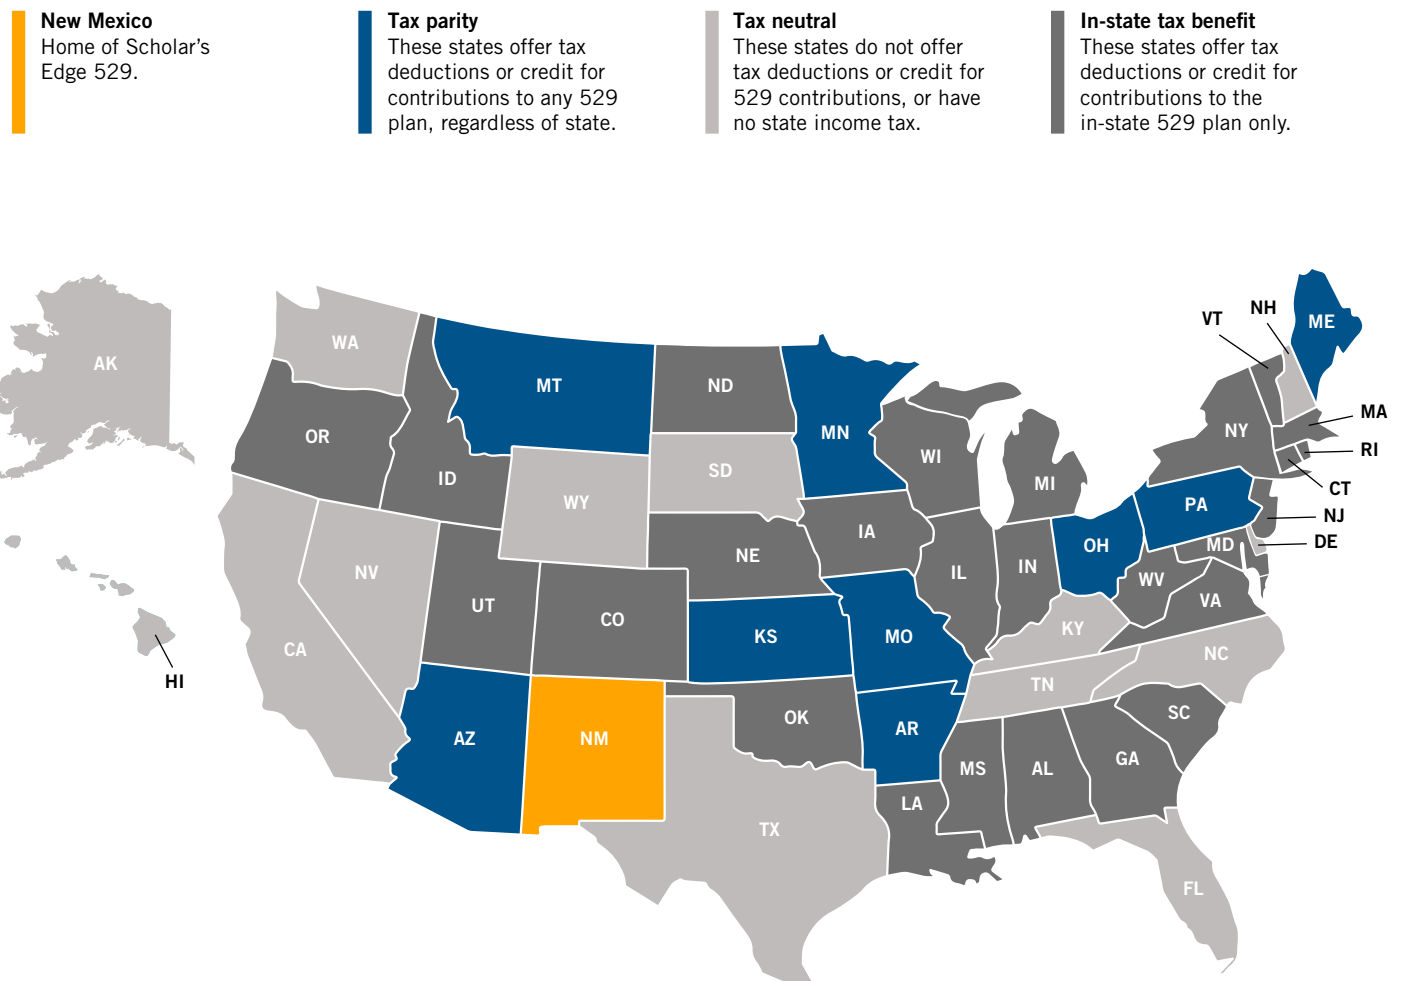 New Mexico
Home of Scholar's
Edge 529.
Tax parity
These states offer tax
deductions or credit for
contributions to any 529
plan, regardless of state.
Tax neutral
These states do not offer
tax deductions or credit for
529 contributions, or have
no state income tax.
In-state tax benefit
These states offer tax
deductions or credit for
contributions to the
in-state 529 plan only.
AK
HI
WA
OR
CA
NV
ID
MT
WY
UT
AZ
CO
NM
ND
SD
NE
KS
OK
TX
MN
IA
MO
AR
LA
WI
IL
MS
MI
IN
KY
TN
AL
OH
WV
VA
NC
SC
GA
FL
PA
NY
MD
VT
NH
ME
MA
RI
CT
NJ
DE